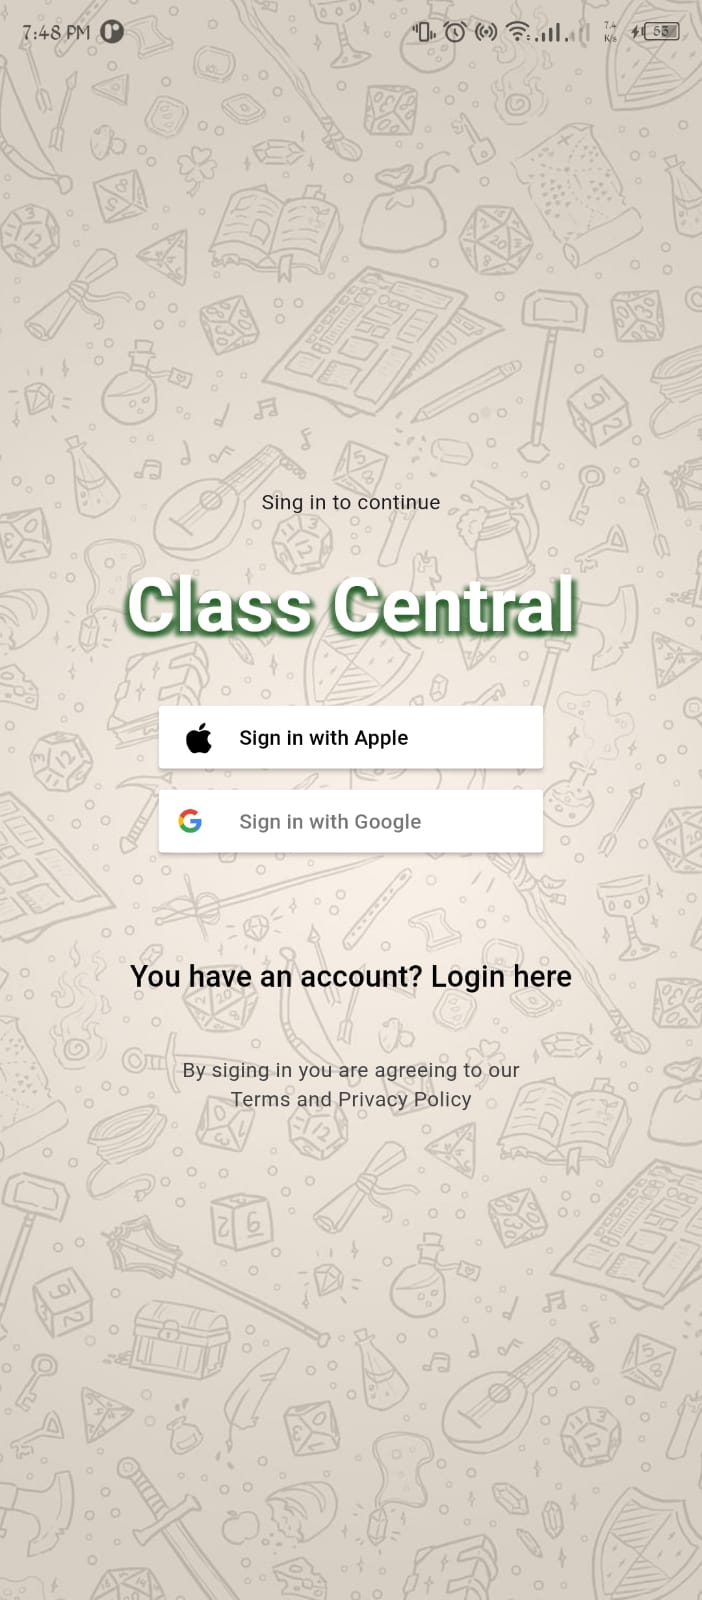 7:48 PM
7.4
K/s
53
Sing in to continue
Class Central
Sign in with Apple
Sign in with Google
You have an account? Login here
By siging in you are agreeing to our
Terms and Privacy Policy